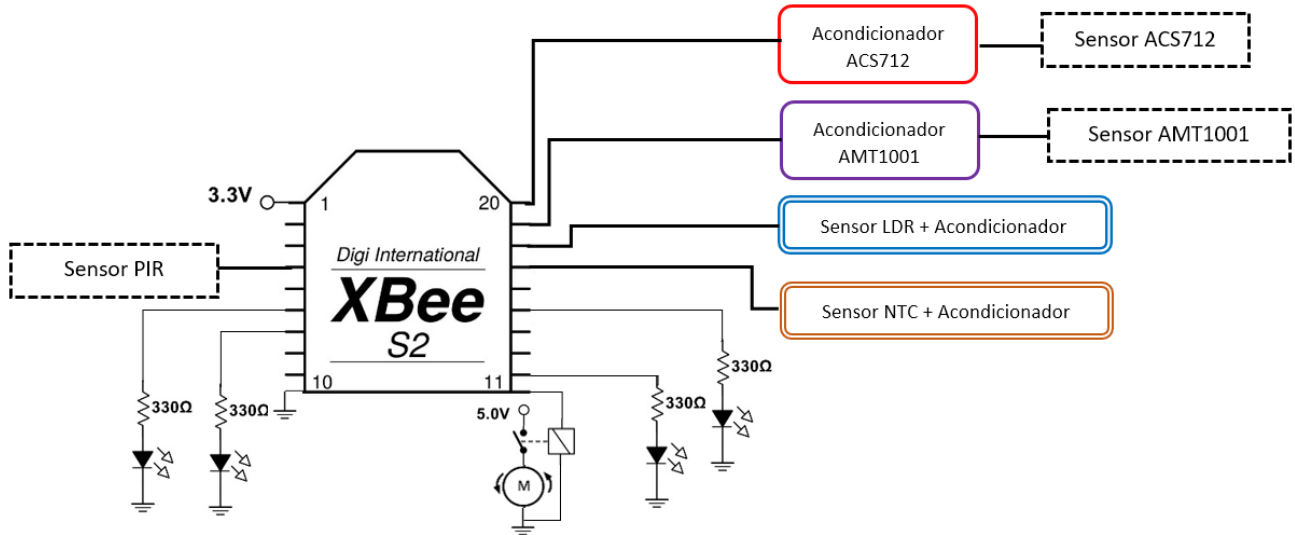 Acondicionador
ACS712
Sensor ACS712
Acondicionador
AMT1001
Sensor AMT1001
3.3V
1
20
Sensor LDR + Acondicionador
Digi International
Sensor PIR
XBee
Sensor NTC + Acondicionador
S2
10
11
330Ω
330Ω
5.0V
330Ω
330Ω
M